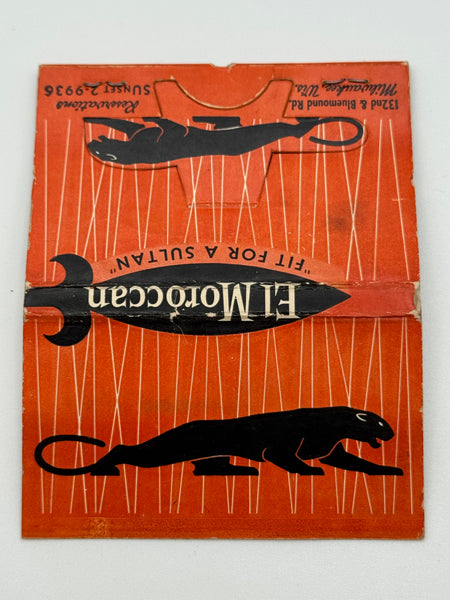 El Moroccan
"FIT FOR A SULTAN"
132nd & Bluemound Rd.
Milwaukee, Wis.
Reservations
SUNSET 2-9936